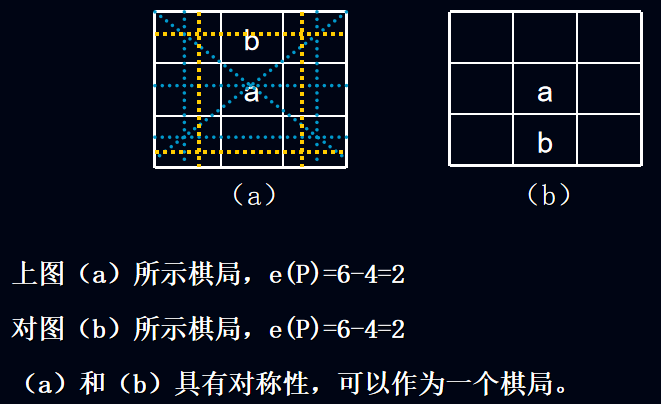 b
a
a
b
（a）
（b）
上图（a）所示棋局，e(P)=6-4=2
对图（b）所示棋局，e(P)=6-4=2
（a）和（b）具有对称性，可以作为一个棋局。